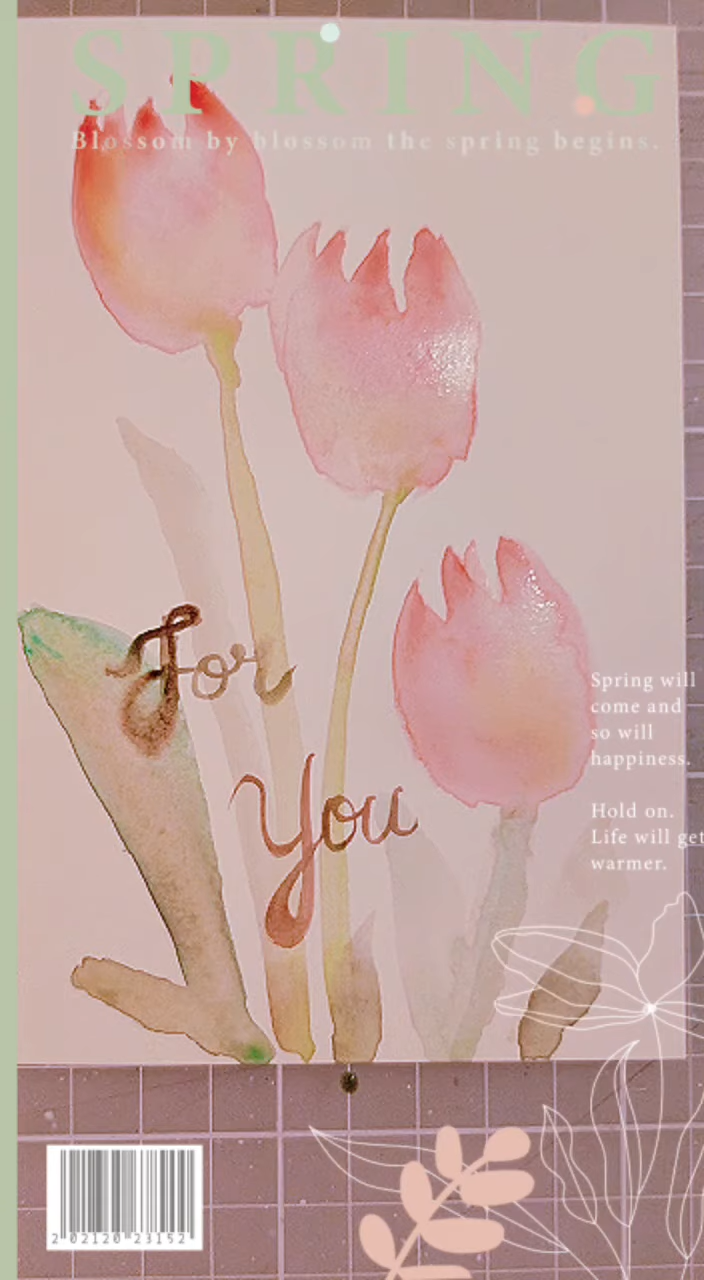 SPRING
Blossom by blossom the spring begins.
For
You
Spring will
come and
so will
happiness.
Hold on.
Life will get
warmer.
2 02120 23152